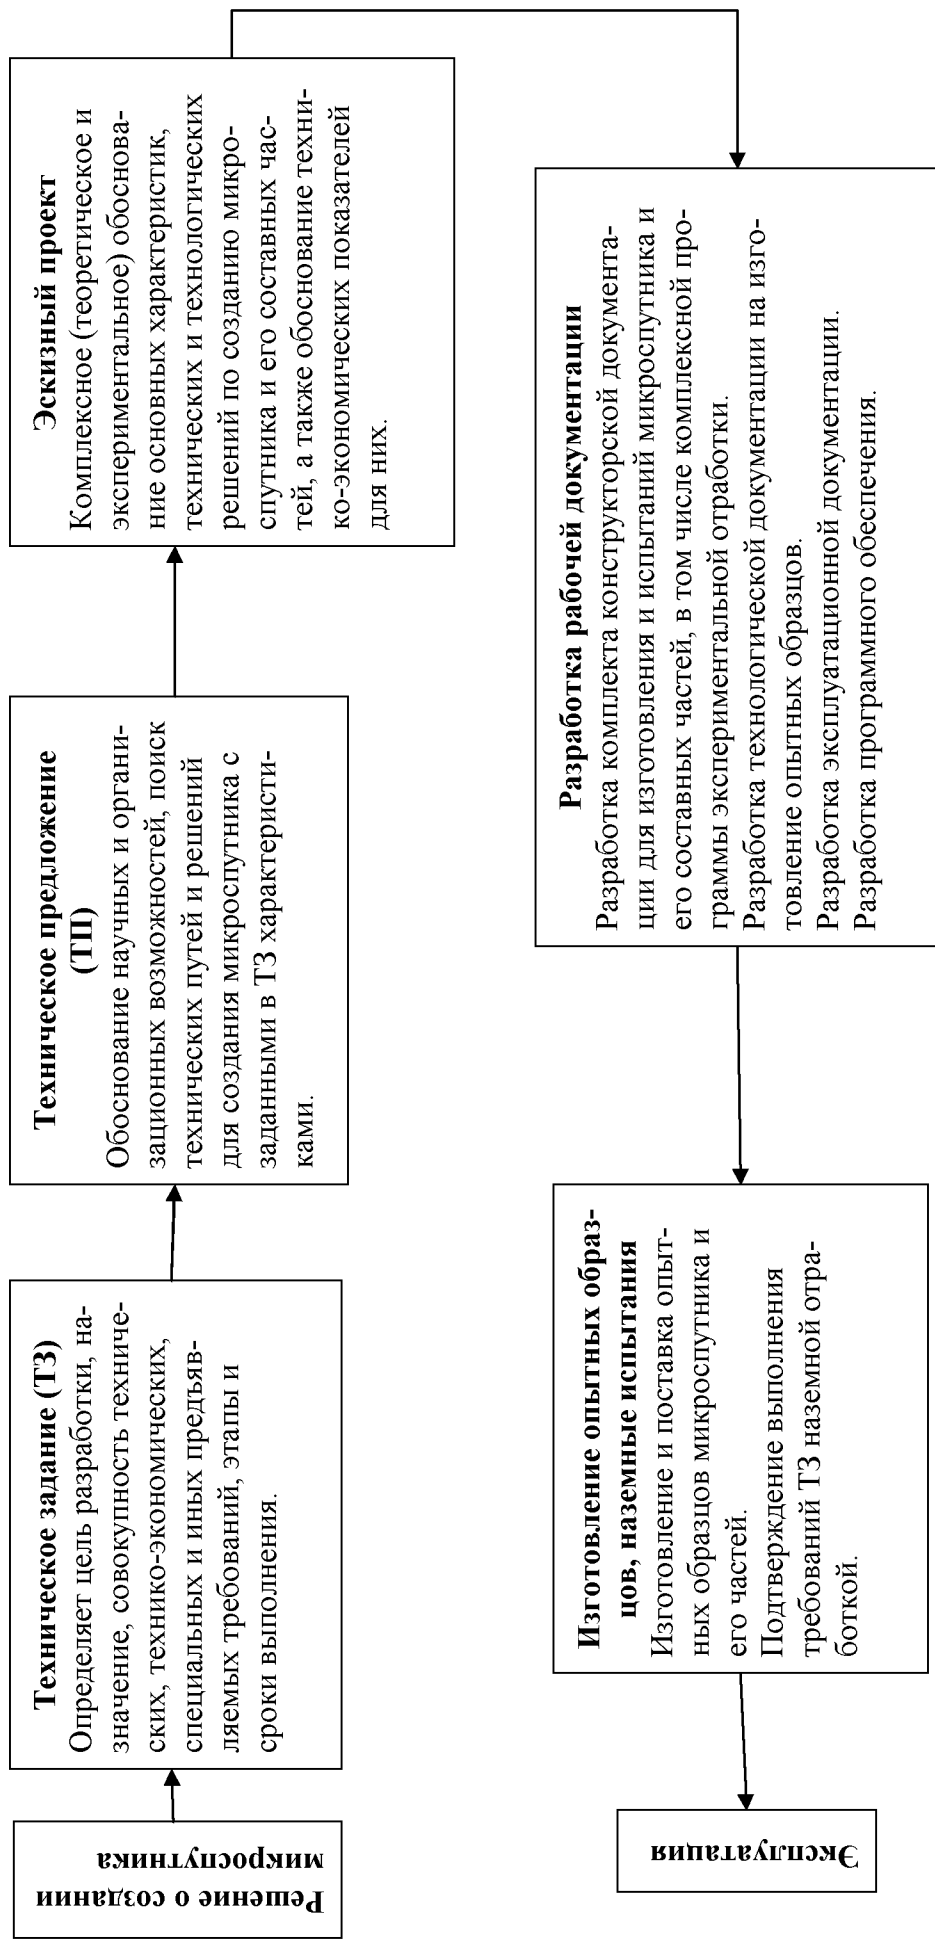 Решение о создании
микроспутника
Техническое задание (ТЗ)
Определяет цель разработки, на-
значение, совокупность техниче-
ских, технико-экономических,
специальных и иных предъяв-
ляемых требований, этапы и
сроки выполнения.
Техническое предложение
(ТП)
Обоснование научных и органи-
зационных возможностей, поиск
технических путей и решений
для создания микроспутника с
заданными в ТЗ характеристи-
ками.
Эскизный проект
Комплексное (теоретическое и
экспериментальное) обоснова-
ние основных характеристик,
технических и технологических
решений по созданию микро-
спутника и его составных час-
тей, а также обоснование техни-
ко-экономических показателей
для них.
Разработка рабочей документации
Разработка комплекта конструкторской документа-
ции для изготовления и испытаний микроспутника и
его составных частей, в том числе комплексной про-
граммы экспериментальной отработки.
Разработка технологической документации на изго-
товление опытных образцов.
Разработка эксплуатационной документации.
Разработка программного обеспечения.
Изготовление опытных образ-
цов, наземные испытания
Изготовление и поставка опыт-
ных образцов микроспутника и
его частей.
Подтверждение выполнения
требований ТЗ наземной отра-
боткой.
Эксплуатация